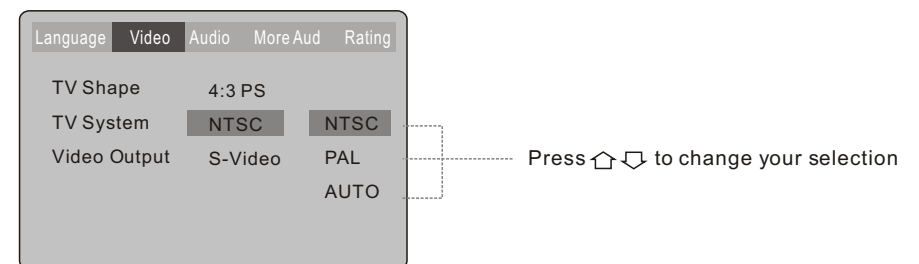 Language Video Audio More Aud Rating
TV Shape 4:3 PS
TV System NTSC NTSC
Video Output S-Video PAL
AUTO
Press to change your selection